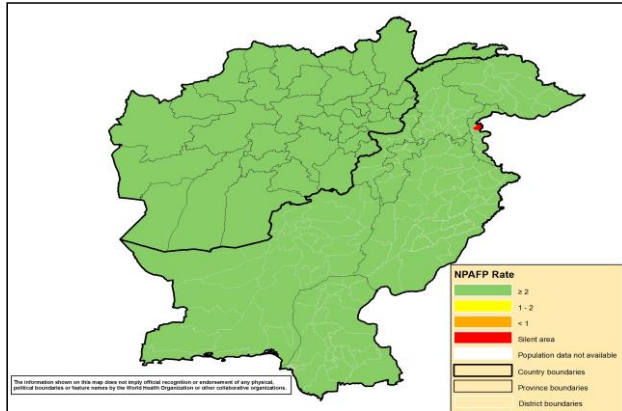 NPAFP Rate
≥ 2
1 - 2
< 1
Silent area
Population data not available
Country boundaries
Province boundaries
District boundaries
The information shown on this map does not imply official recognition or endorsement of any physical,
political boundaries or feature names by the World Health Organization or other collaborative organizations.